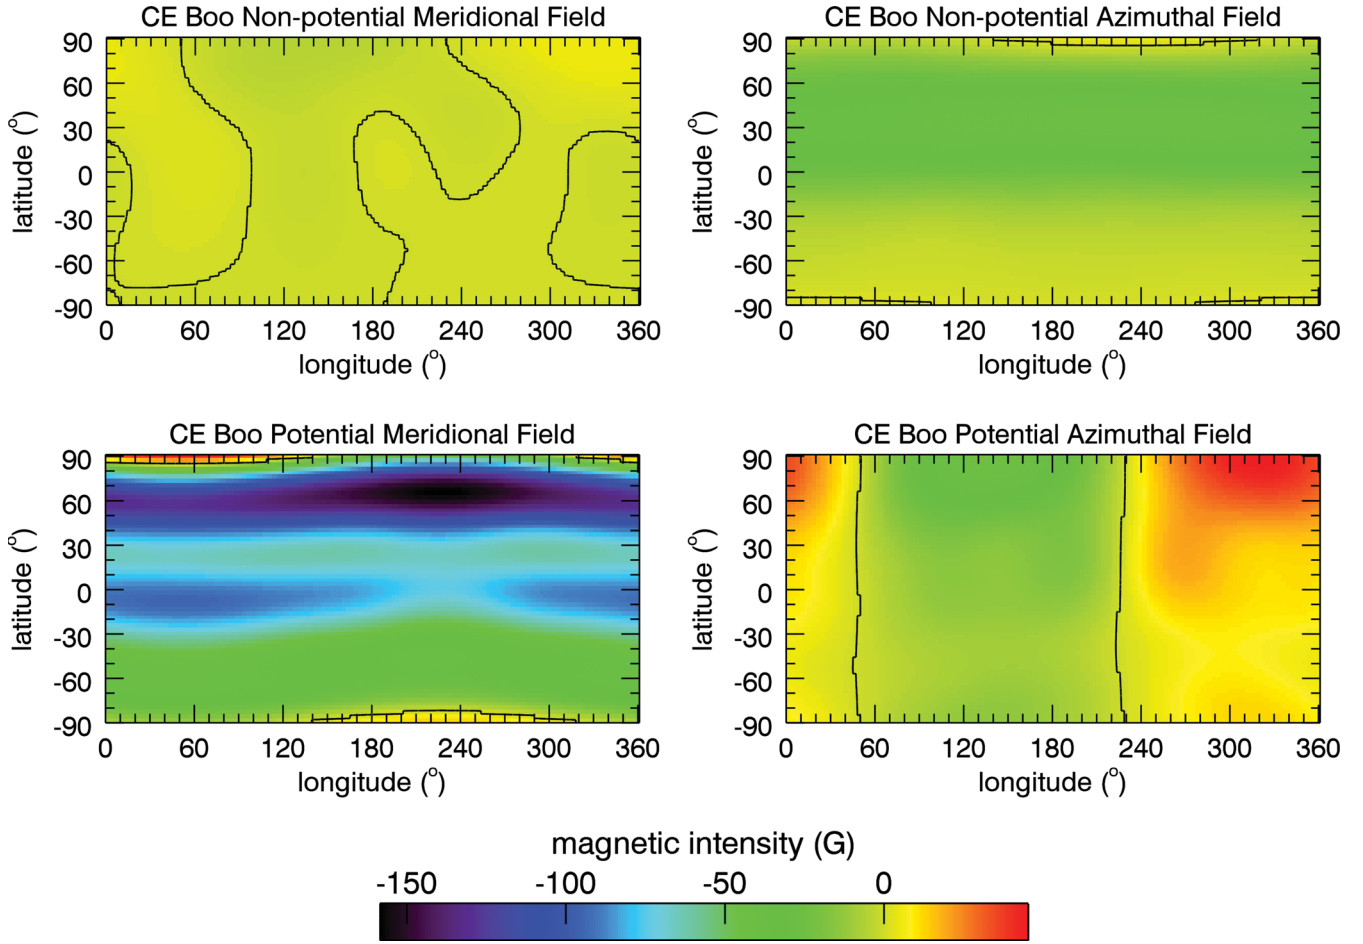 CE Boo Non-potential Meridional Field
90
60
30
0
-30
-60
-90
latitude (°)
0 60 120 180 240 300 360
longitude (°)
CE Boo Non-potential Azimuthal Field
90
60
30
0
-30
-60
-90
latitude (°)
0 60 120 180 240 300 360
longitude (°)
CE Boo Potential Meridional Field
90
60
30
0
-30
-60
-90
latitude (°)
0 60 120 180 240 300 360
longitude (°)
CE Boo Potential Azimuthal Field
90
60
30
0
-30
-60
-90
latitude (°)
0 60 120 180 240 300 360
longitude (°)
magnetic intensity (G)
-150 -100 -50 0